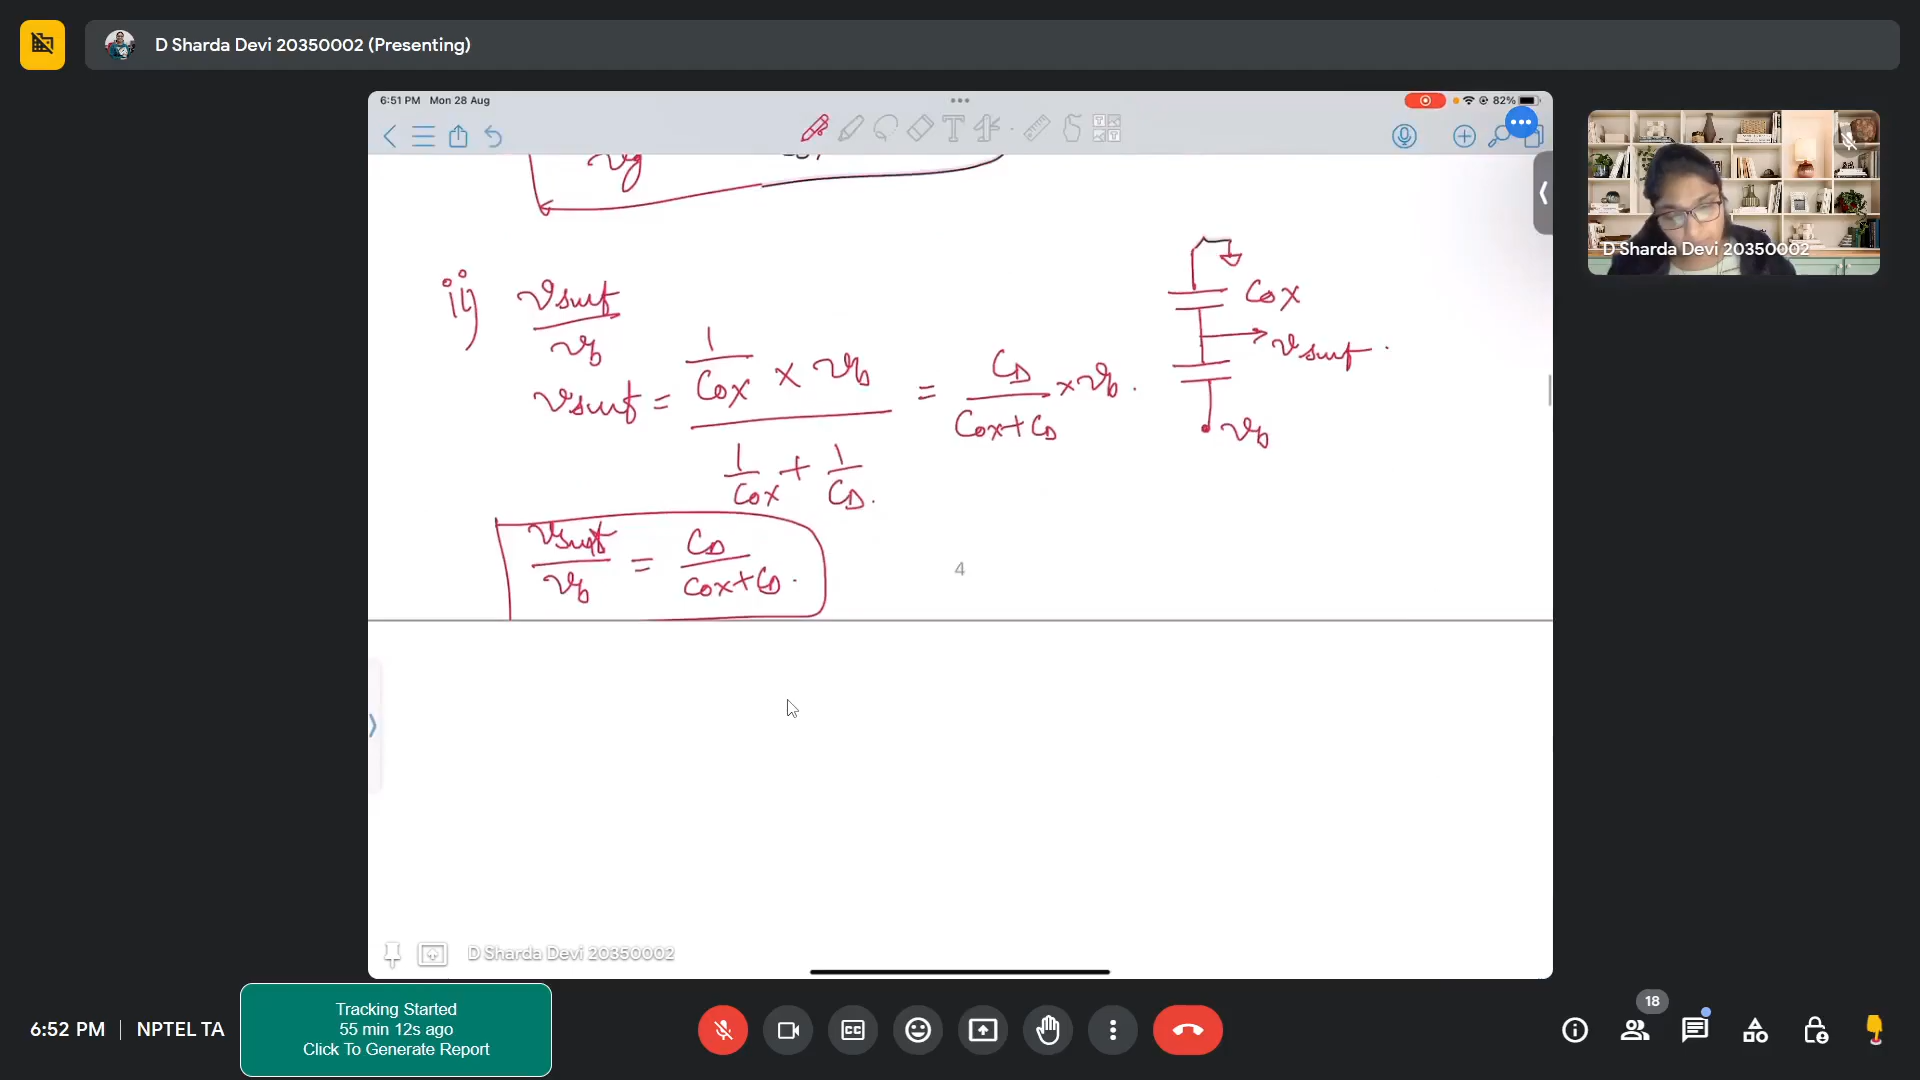 D Sharda Devi 20350002 (Presenting)
6:51 PM Mon 28 Aug
82%
vg
ii) vsurf / vb
vsurf = (1/Cox × vb) / (1/Cox + 1/CD.) = CD / (Cox+CD) × vb.
vsurf / vb = CD / (Cox+CD).
Cox
vsurf.
vb
4
D Sharda Devi 20350002
D Sharda Devi 20350002
6:52 PM | NPTEL TA
Tracking Started
55 min 12s ago
Click To Generate Report
CC
18